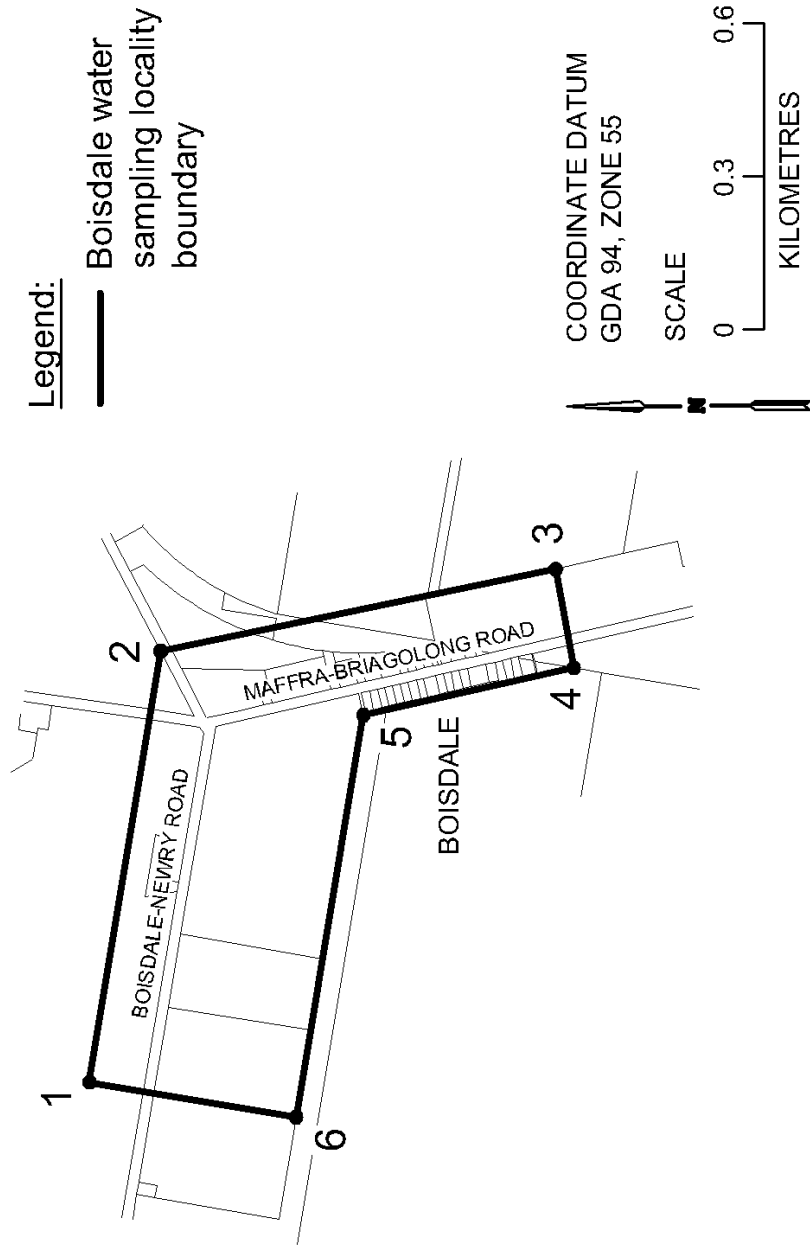 Legend:
Boisdale water
sampling locality
boundary
1
2
BOISDALE-NEWRY ROAD
MAFFRA-BRIAGOLONG ROAD
5
BOISDALE
3
4
6
COORDINATE DATUM
GDA 94, ZONE 55
SCALE
0 0.3 0.6
KILOMETRES
N